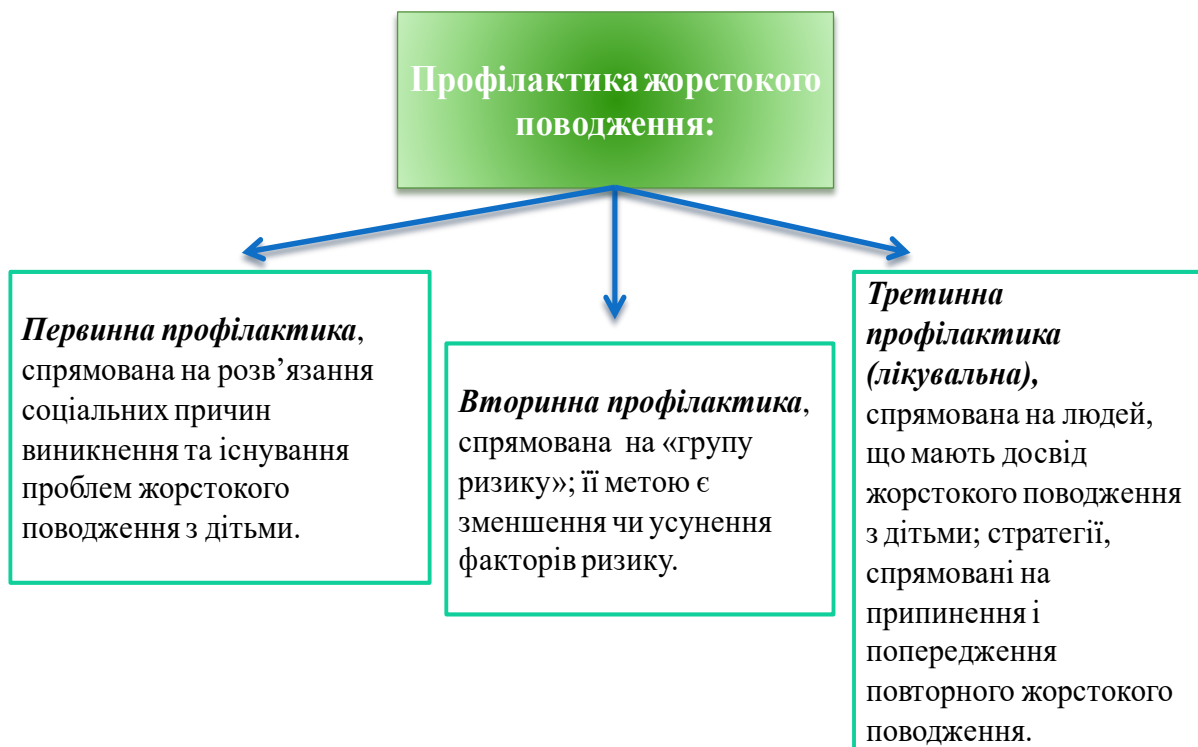 Профілактика жорстокого
поводження:
Первинна профілактика,
спрямована на розв’язання
соціальних причин
виникнення та існування
проблем жорстокого
поводження з дітьми.
Вторинна профілактика,
спрямована на «групу
ризику»; її метою є
зменшення чи усунення
факторів ризику.
Третинна
профілактика
(лікувальна),
спрямована на людей,
що мають досвід
жорстокого поводження
з дітьми; стратегії,
спрямовані на
припинення і
попередження
повторного жорстокого
поводження.